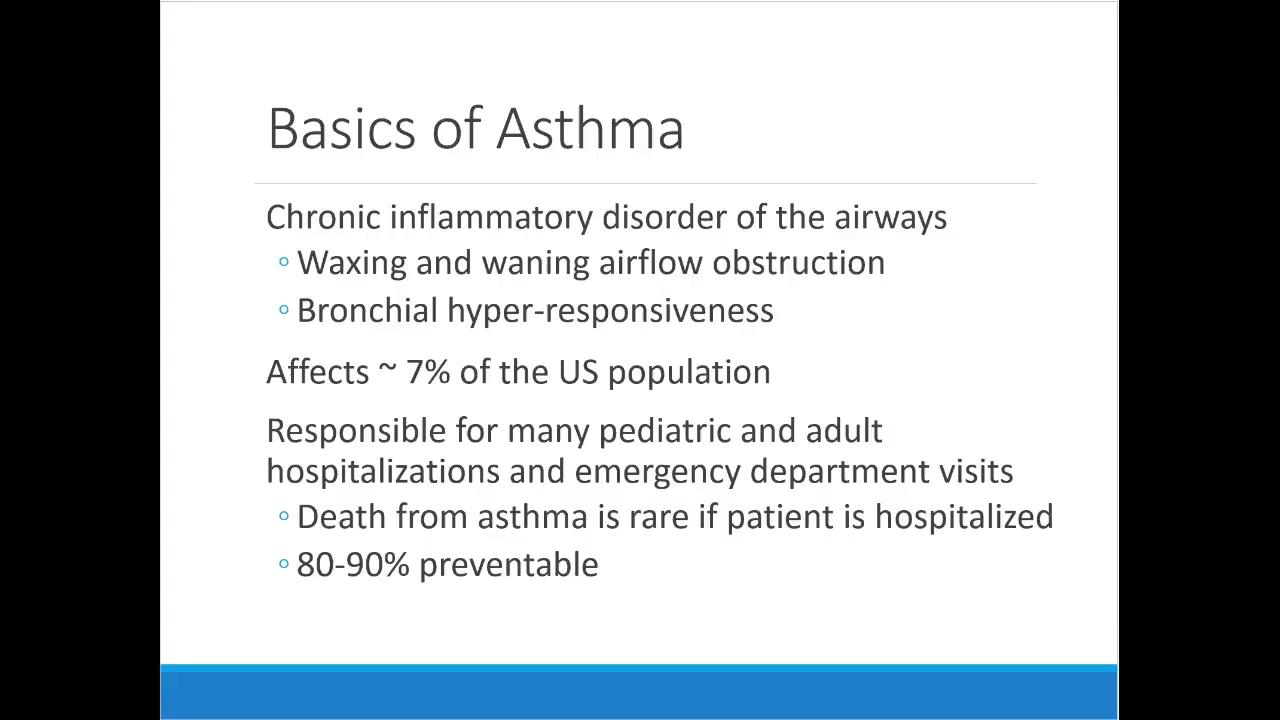 Basics of Asthma
Chronic inflammatory disorder of the airways
◦ Waxing and waning airflow obstruction
◦ Bronchial hyper-responsiveness
Affects ~ 7% of the US population
Responsible for many pediatric and adult
hospitalizations and emergency department visits
◦ Death from asthma is rare if patient is hospitalized
◦ 80-90% preventable